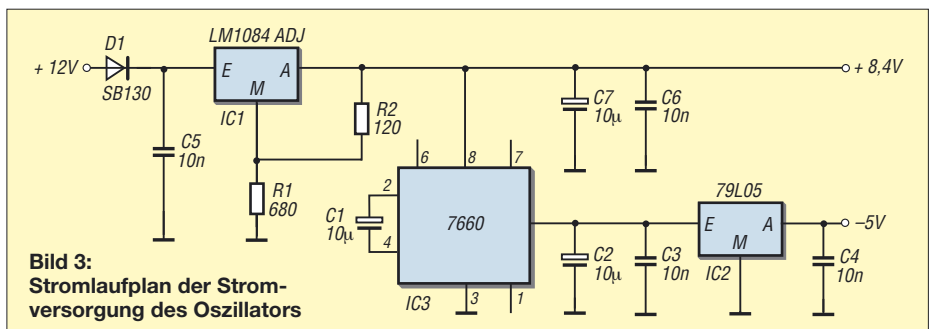 D1
LM1084 ADJ
+ 12V
E
A
+ 8,4V
SB130
M
IC1
R2
120
C7
10µ
C6
10n
C5
10n
6
8
7
R1
680
2
C1
10µ
4
7660
79L05
E
A
–5V
M
C2
10µ
C3
10n
IC2
C4
10n
IC3
3
1
Bild 3:
Stromlaufplan der Strom-
versorgung des Oszillators